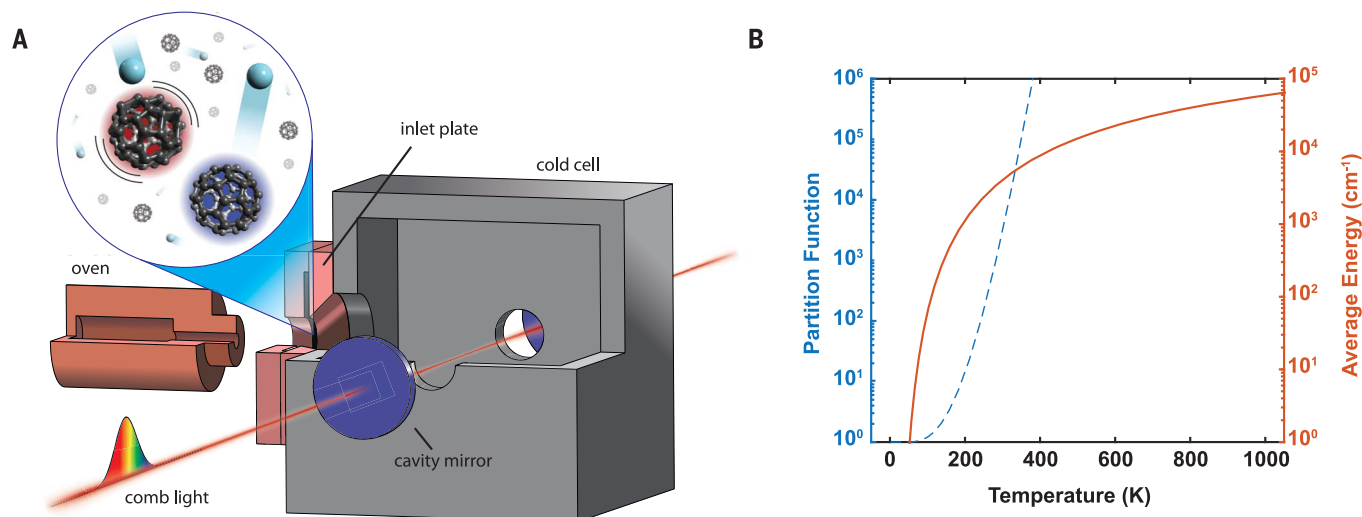 A
inlet plate
cold cell
oven
cavity mirror
comb light
B
Partition Function
10⁶
10⁵
10⁴
10³
10²
10¹
10⁰
0
200
400
600
800
1000
Temperature (K)
10⁵
10⁴
10³
10²
10¹
10⁰
Average Energy (cm⁻¹)